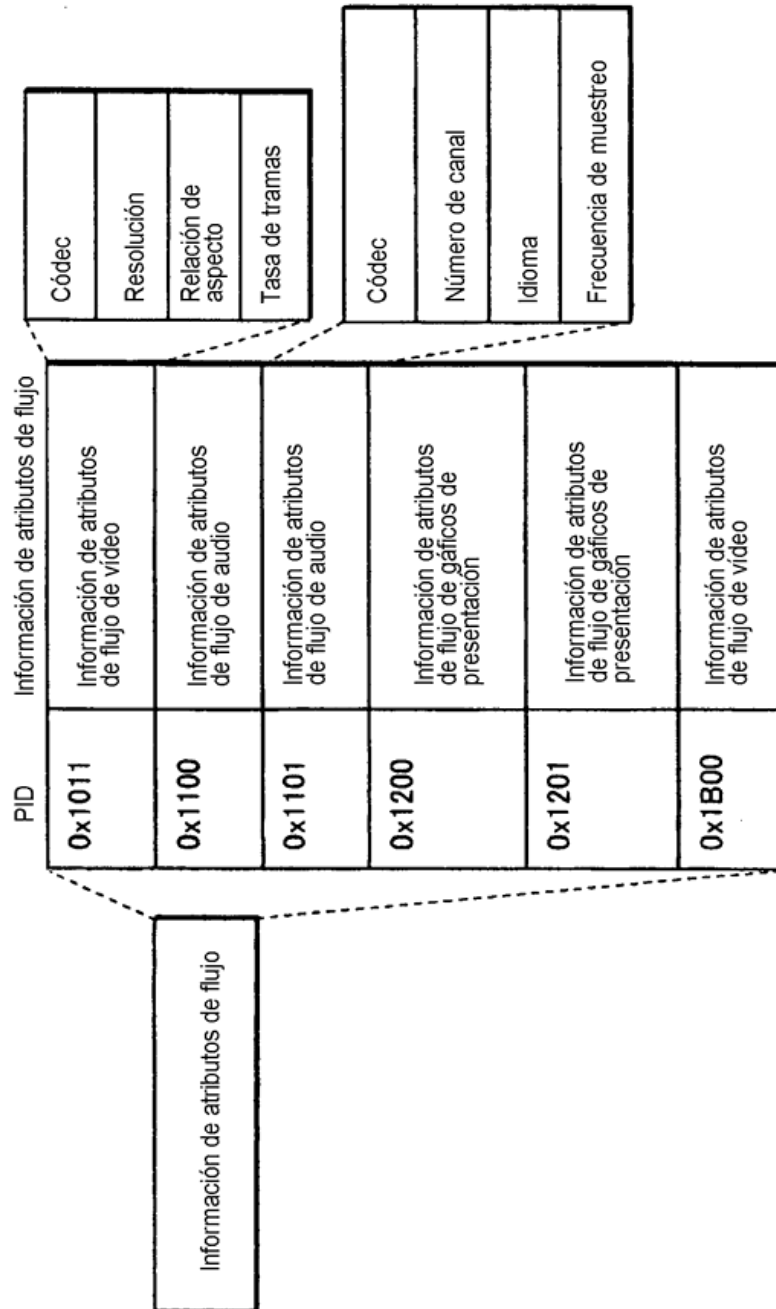 Información de atributos de flujo
PID
Información de atributos de flujo
0x1011
Información de atributos
de flujo de vídeo
0x1100
Información de atributos
de flujo de audio
0x1101
Información de atributos
de flujo de audio
0x1200
Información de atributos
de flujo de gáficos de
presentación
0x1201
Información de atributos
de flujo de gáficos de
presentación
0x1B00
Información de atributos
de flujo de vídeo
Códec
Resolución
Relación de
aspecto
Tasa de tramas
Códec
Número de canal
Idioma
Frecuencia de muestreo